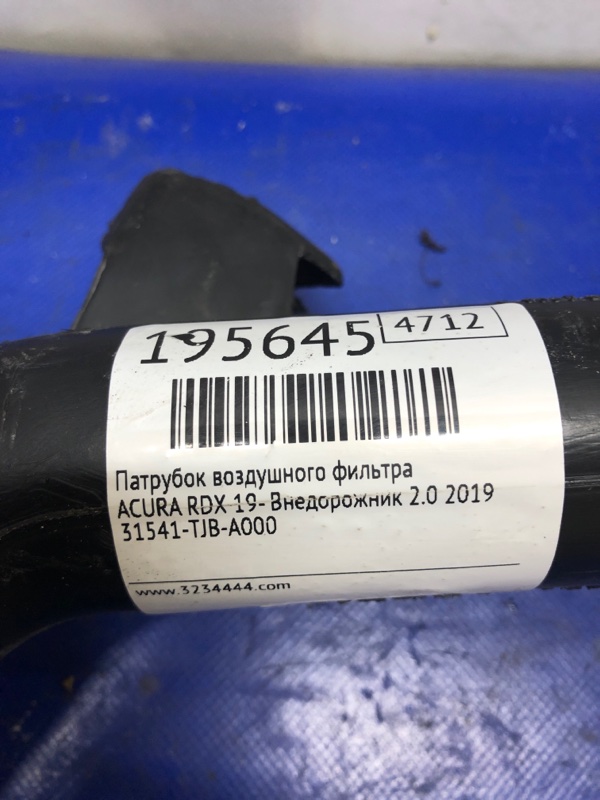 195645 4712
Патрубок воздушного фильтра
ACURA RDX 19- Внедорожник 2.0 2019
31541-TJB-A000
www.3234444.com